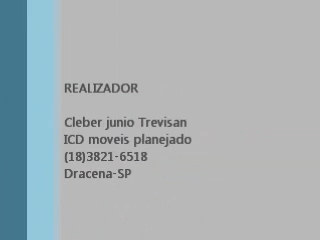 REALIZADOR
Cleber junio Trevisan
ICD moveis planejado
(18)3821-6518
Dracena-SP